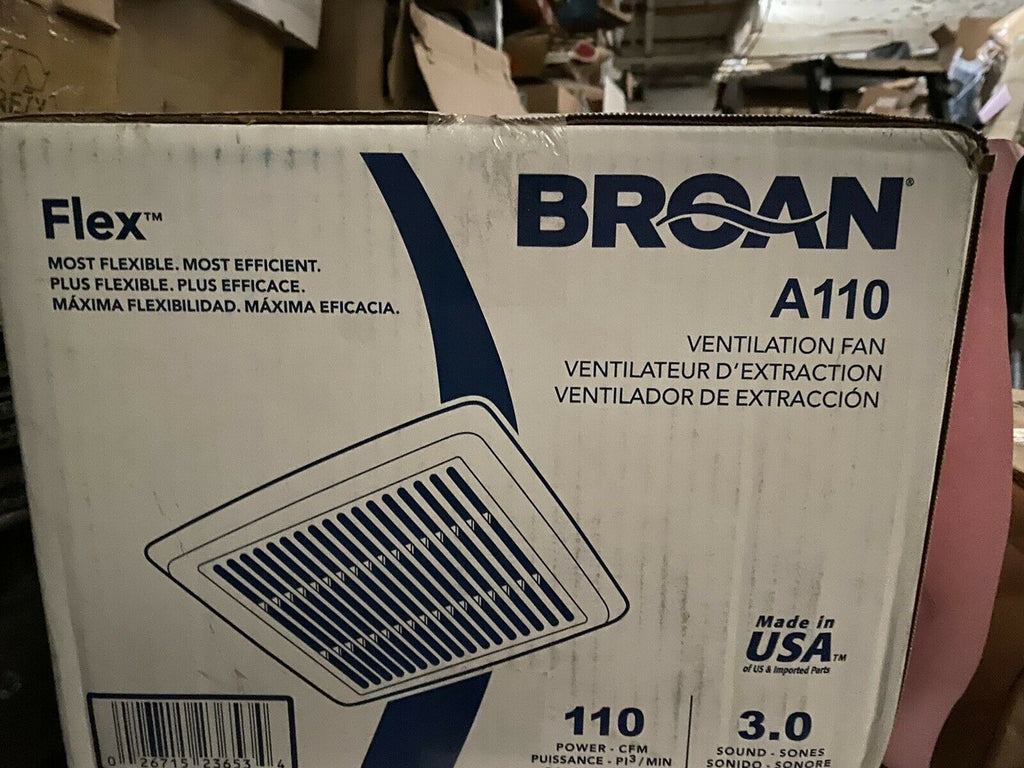 Flex™
MOST FLEXIBLE. MOST EFFICIENT.
PLUS FLEXIBLE. PLUS EFFICACE.
MÁXIMA FLEXIBILIDAD. MÁXIMA EFICACIA.
BROAN®
A110
VENTILATION FAN
VENTILATEUR D'EXTRACTION
VENTILADOR DE EXTRACCIÓN
Made in
USA™
of US & Imported Parts
0 26715 23653 4
110
POWER - CFM
PUISSANCE - PI³/MIN
3.0
SOUND - SONES
SONIDO - SONORE